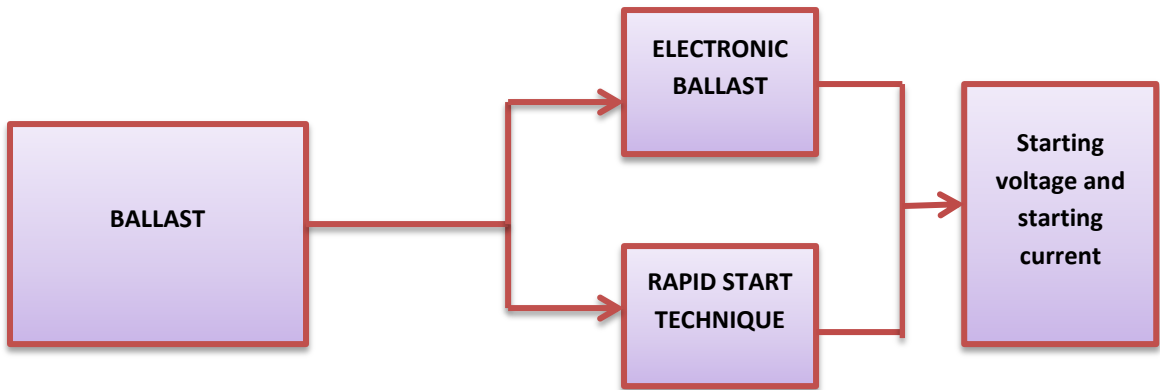 BALLAST
ELECTRONIC
BALLAST
RAPID START
TECHNIQUE
Starting
voltage and
starting
current